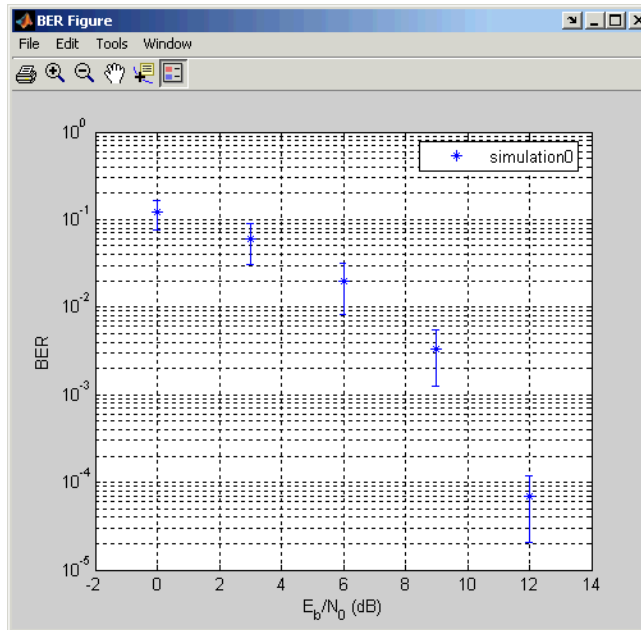 BER Figure
File Edit Tools Window
simulation0
10^0
10^-1
10^-2
10^-3
10^-4
10^-5
BER
-2 0 2 4 6 8 10 12 14
E_b/N_0 (dB)